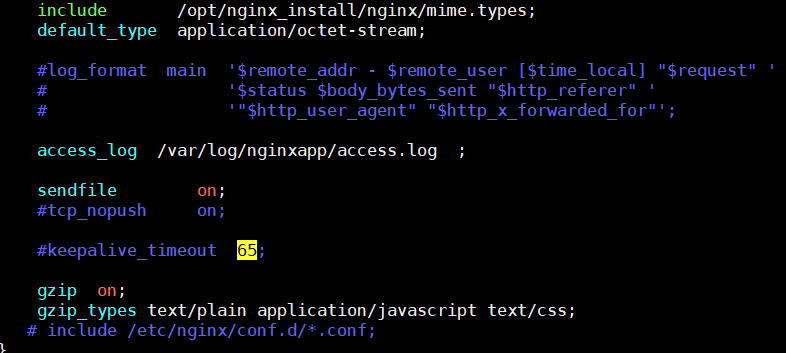 include       /opt/nginx_install/nginx/mime.types;
default_type  application/octet-stream;
#log_format  main  '$remote_addr - $remote_user [$time_local] "$request" '
#                  '$status $body_bytes_sent "$http_referer" '
#                  '"$http_user_agent" "$http_x_forwarded_for"';
access_log  /var/log/nginxapp/access.log  ;
sendfile        on;
#tcp_nopush     on;
#keepalive_timeout  65;
gzip  on;
gzip_types text/plain application/javascript text/css;
# include /etc/nginx/conf.d/*.conf;
}